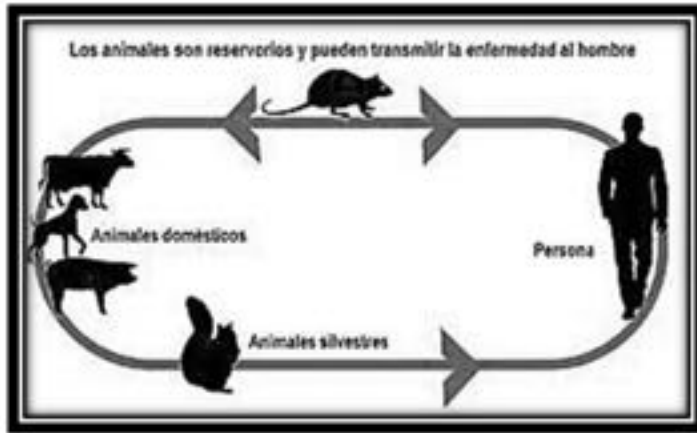 Los animales son reservorios y pueden transmitir la enfermedad al hombre
Animales domésticos
Persona
Animales silvestres